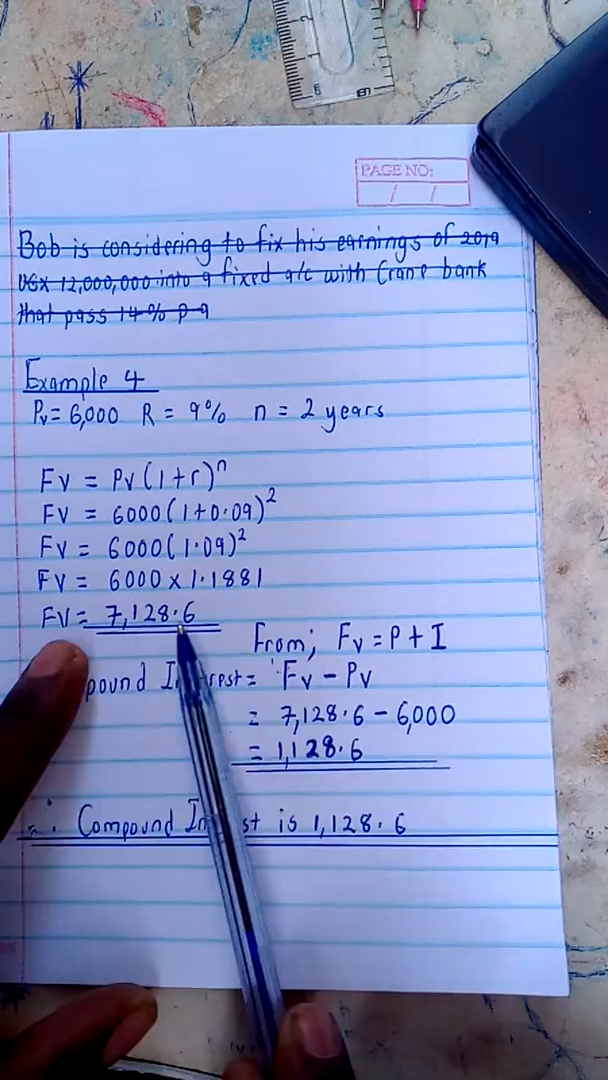 PAGE NO:
/ /
Bob is considering to fix his earnings of 2019
UGX 12,000,000 into a fixed a/c with Crane bank
that pass 14% p-a
Example 4
Pv = 6,000 R = 9% n = 2 years
Fv = Pv(1+r)^n
Fv = 6000(1+0.09)^2
Fv = 6000(1.09)^2
Fv = 6000 x 1.1881
Fv = 7,128.6
From; Fv = P + I
pound = Fv - Pv
= 7,128.6 - 6,000
= 1,128.6
∴ Compound is 1,128.6